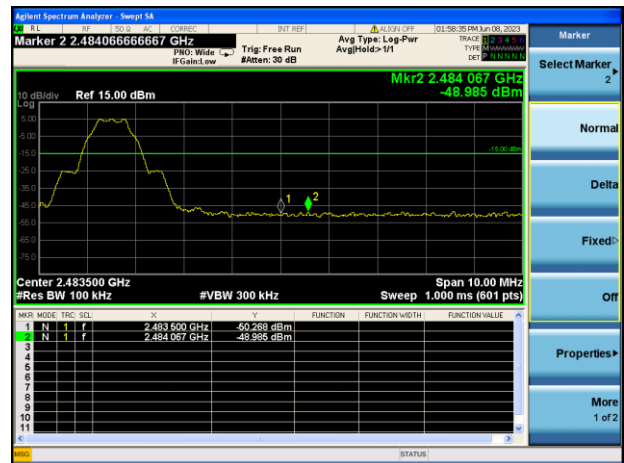 Agilent Spectrum Analyzer - Swept SA
RL RF 50 Ω AC CORREC INT REF ALIGN OFF 01:58:35 PM Jun 08, 2023
Marker 2 2.484066666667 GHz
Avg Type: Log-Pwr
TRACE 1 2 3 4 5 6
PNO: Wide
Trig: Free Run
Avg|Hold>1/1
TYPE
IFGain:Low
#Atten: 30 dB
DET P N N N N N
Mkr2 2.484 067 GHz
10 dB/div Ref 15.00 dBm
-48.985 dBm
Log
5.00
-5.00
-15.0
-15.00 dBm
-25.0
-35.0
-45.0
1
2
-55.0
-65.0
-75.0
Center 2.483500 GHz
Span 10.00 MHz
#Res BW 100 kHz
#VBW 300 kHz
Sweep 1.000 ms (601 pts)
MKR MODE TRC SCL X Y FUNCTION FUNCTION WIDTH FUNCTION VALUE
1 N 1 f 2.483 500 GHz -50.268 dBm
2 N 1 f 2.484 067 GHz -48.985 dBm
3
4
5
6
7
8
9
10
11
MSG
STATUS
Marker
Select Marker
2
Normal
Delta
Fixed
Off
Properties
More
1 of 2